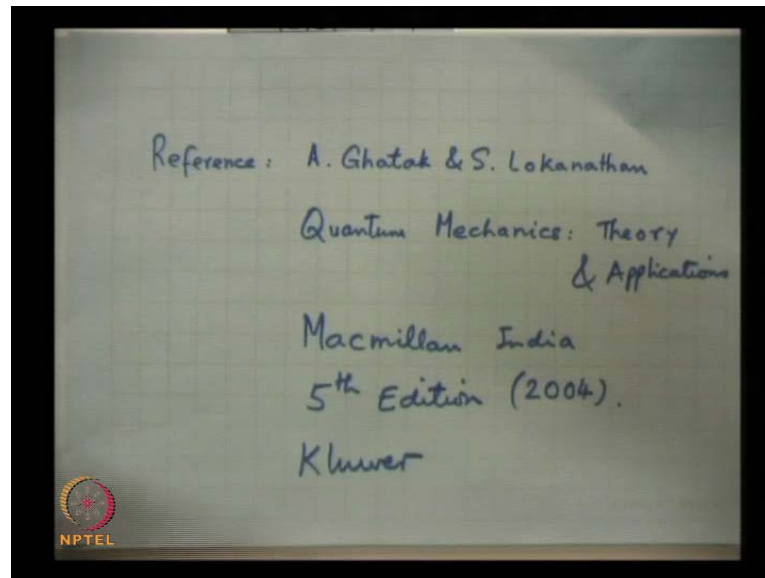 Reference: A. Ghatak & S. Lokanathan
Quantum Mechanics: Theory
& Applications
Macmillan India
5th Edition (2004).
Kluwer
NPTEL